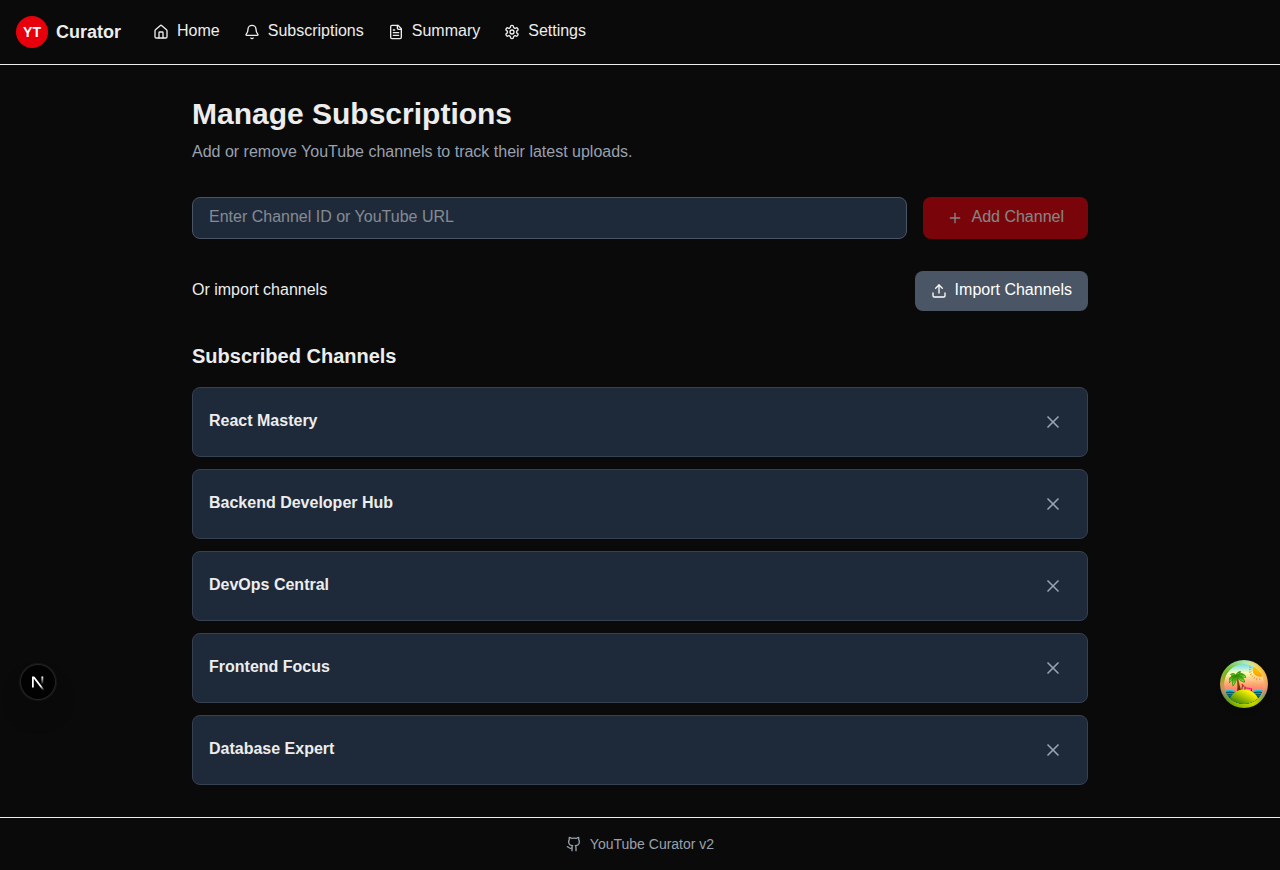 YT Curator Home Subscriptions Summary Settings
Manage Subscriptions
Add or remove YouTube channels to track their latest uploads.
Enter Channel ID or YouTube URL Add Channel
Or import channels Import Channels
Subscribed Channels
React Mastery
Backend Developer Hub
DevOps Central
Frontend Focus
N
Database Expert
YouTube Curator v2